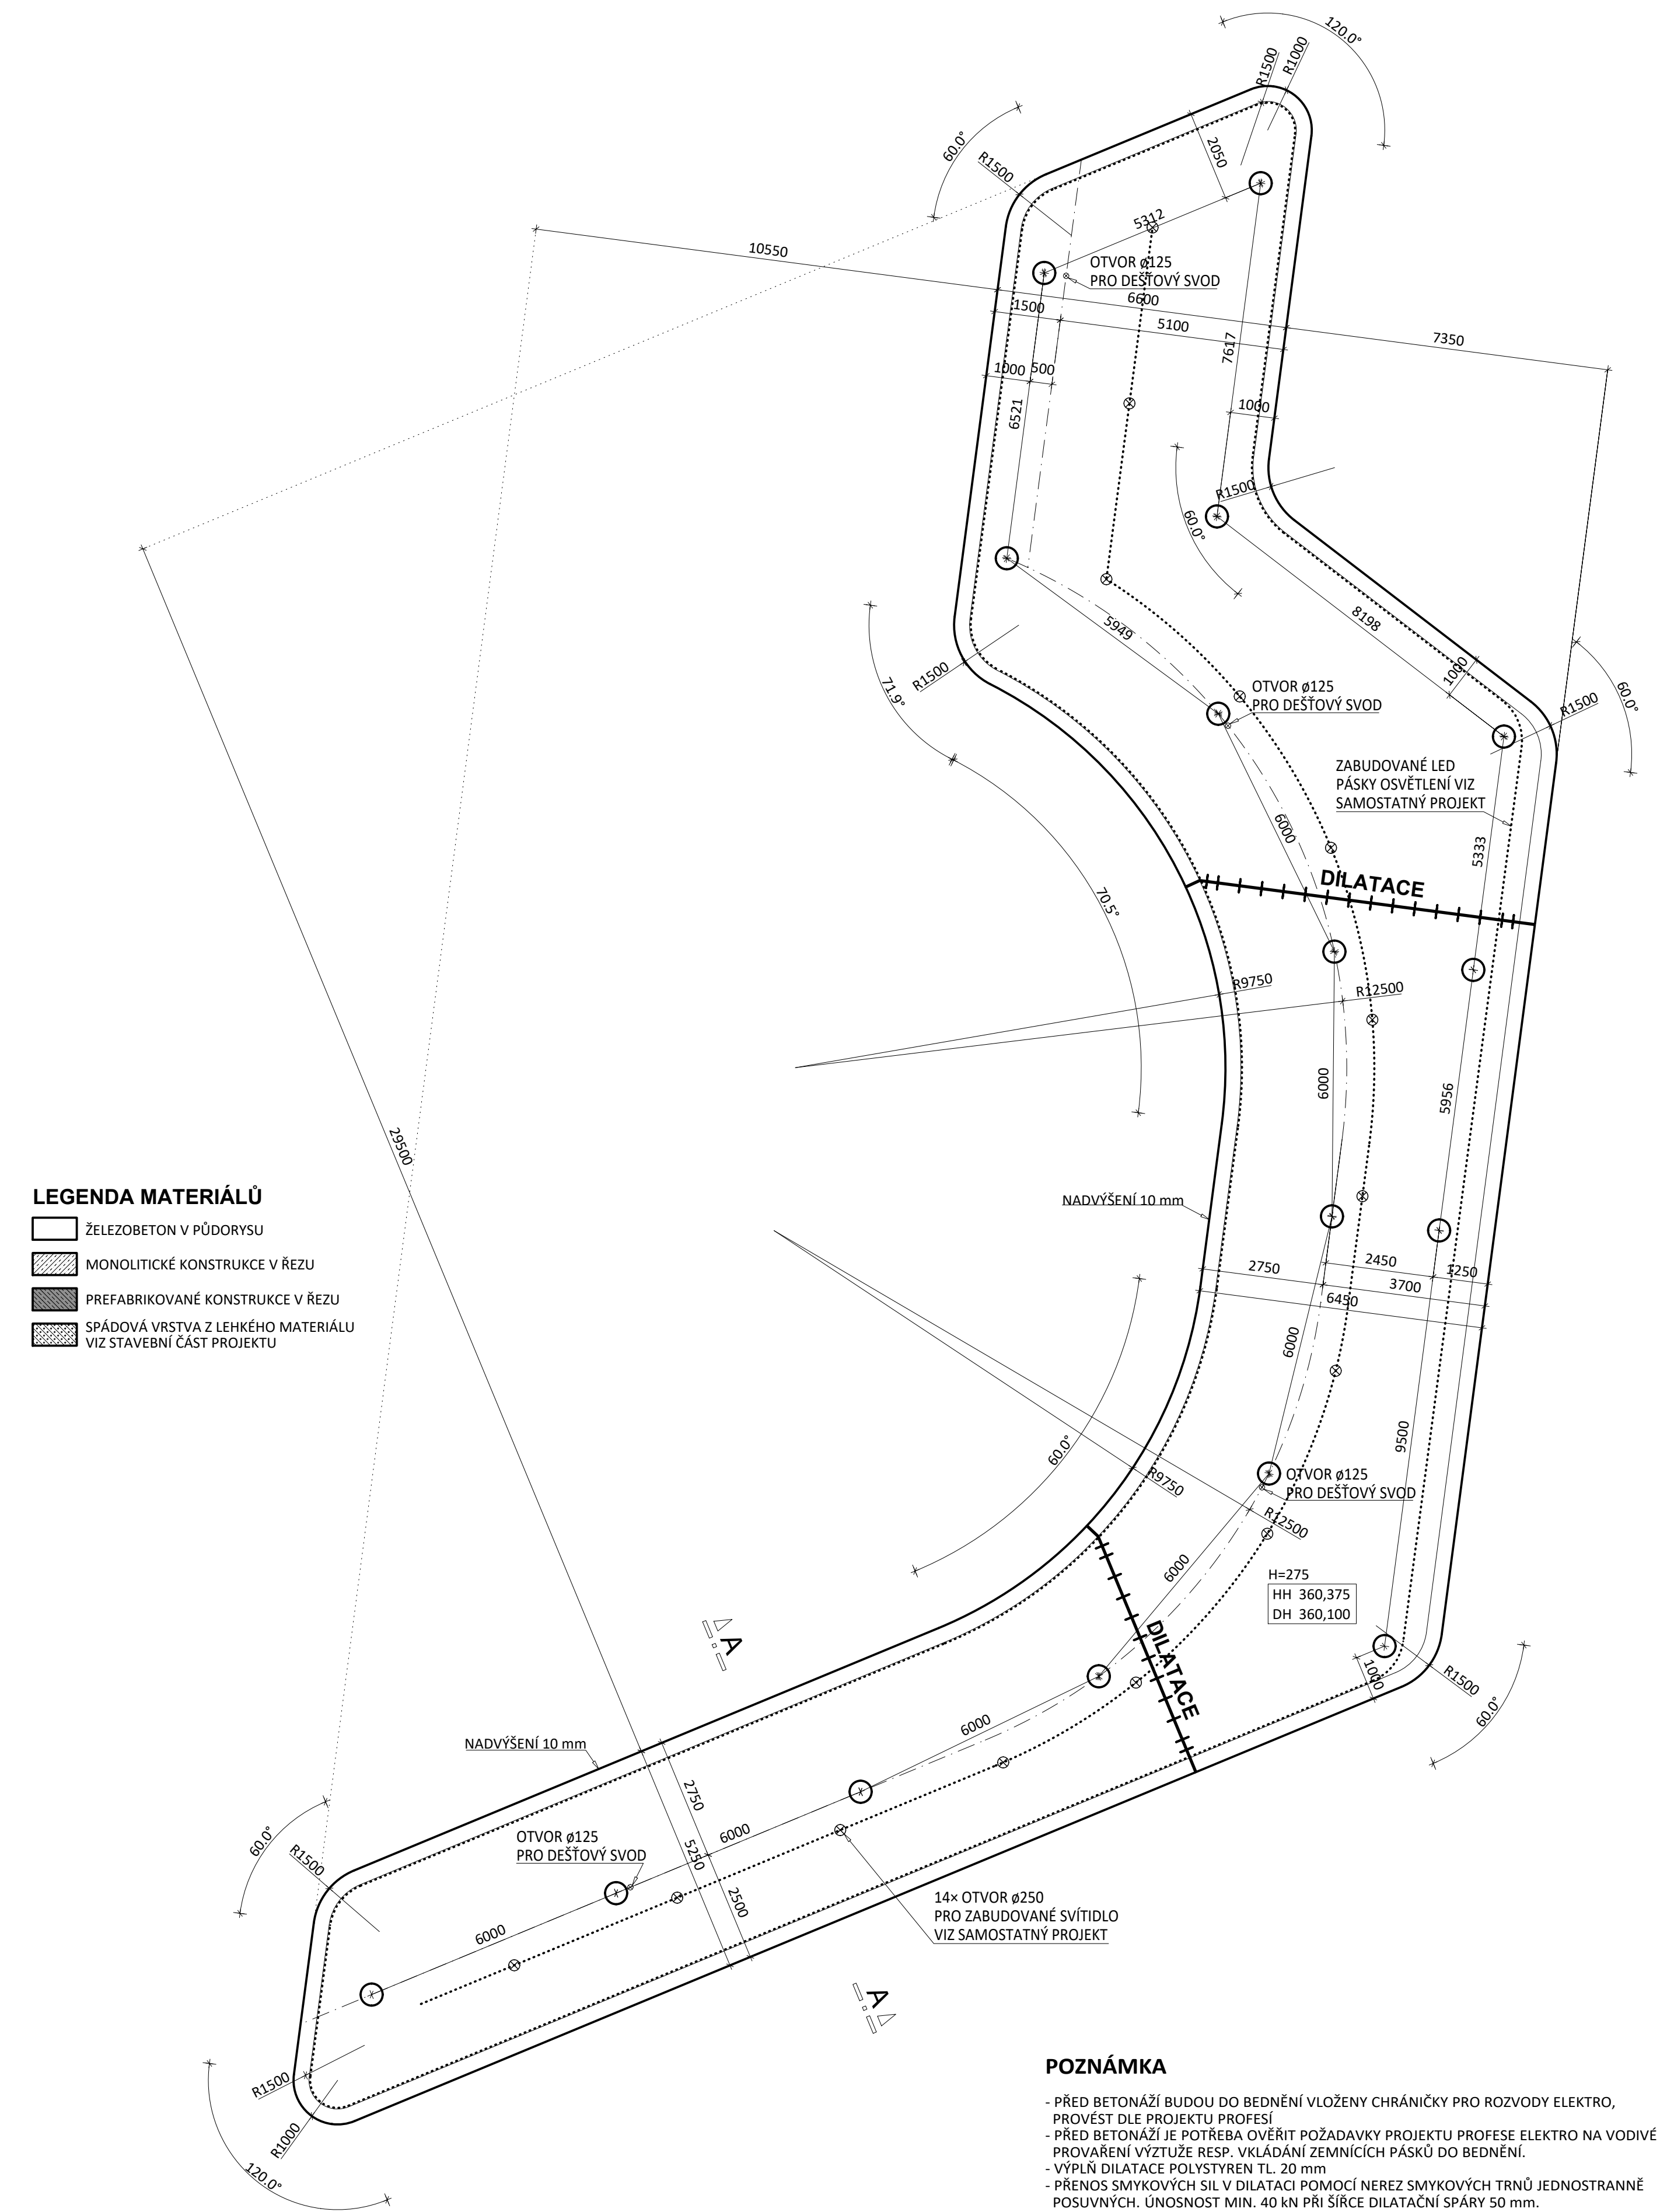 120.0°
R1500
R1000
2050
60.0°
R1500
5312
10550
OTVOR ø125
PRO DEŠŤOVÝ SVOD
6600
1500
5100
7350
7617
1000
500
1000
6521
R1500
60.0°
8198
5949
1000
R1500
71.9°
OTVOR ø125
PRO DEŠŤOVÝ SVOD
R1500
60.0°
ZABUDOVANÉ LED
PÁSKY OSVĚTLENÍ VIZ
SAMOSTATNÝ PROJEKT
6000
5333
DILATACE
70.5°
R9750
R12500
6000
5956
29500
LEGENDA MATERIÁLŮ
ŽELEZOBETON V PŮDORYSU
MONOLITICKÉ KONSTRUKCE V ŘEZU
PREFABRIKOVANÉ KONSTRUKCE V ŘEZU
SPÁDOVÁ VRSTVA Z LEHKÉHO MATERIÁLU
VIZ STAVEBNÍ ČÁST PROJEKTU
NADVÝŠENÍ 10 mm
2750
2450
1250
3700
6450
6000
9500
60.0°
R9750
OTVOR ø125
PRO DEŠŤOVÝ SVOD
R12500
6000
H=275
HH 360,375
DH 360,100
A
DILATACE
1000
R1500
60.0°
6000
NADVÝŠENÍ 10 mm
2750
6000
5250
2500
60.0°
R1500
OTVOR ø125
PRO DEŠŤOVÝ SVOD
6000
14× OTVOR ø250
PRO ZABUDOVANÉ SVÍTIDLO
VIZ SAMOSTATNÝ PROJEKT
A
R1500
R1000
120.0°
POZNÁMKA
- PŘED BETONÁŽÍ BUDOU DO BEDNĚNÍ VLOŽENY CHRÁNIČKY PRO ROZVODY ELEKTRO,
PROVÉST DLE PROJEKTU PROFESÍ
- PŘED BETONÁŽÍ JE POTŘEBA OVĚŘIT POŽADAVKY PROJEKTU PROFESE ELEKTRO NA VODIVÉ
PROVAŘENÍ VÝZTUŽE RESP. VKLÁDÁNÍ ZEMNÍCÍCH PÁSKŮ DO BEDNĚNÍ.
- VÝPLŇ DILATACE POLYSTYREN TL. 20 mm
- PŘENOS SMYKOVÝCH SIL V DILATACI POMOCÍ NEREZ SMYKOVÝCH TRNŮ JEDNOSTRANNĚ
POSUVNÝCH. ÚNOSNOST MIN. 40 kN PŘI ŠÍŘCE DILATAČNÍ SPÁRY 50 mm.